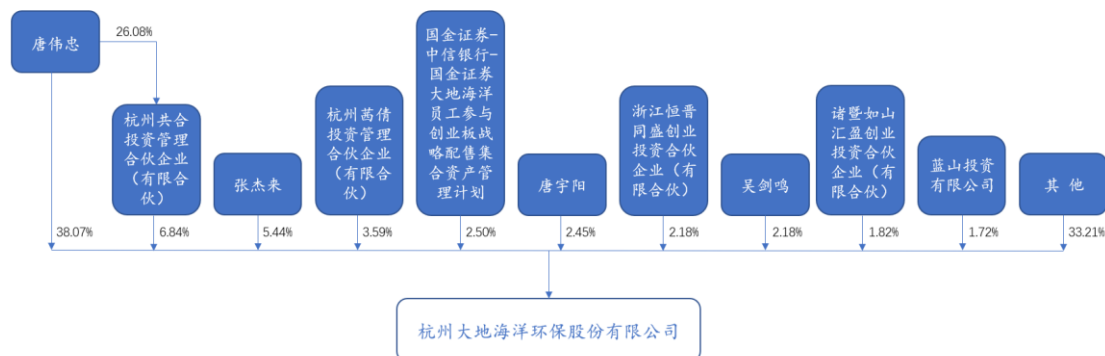 唐伟忠
26.08%
杭州共合
投资管理
合伙企业
（有限合
伙）
张杰来
杭州菡倩
投资管理
合伙企业
（有限合
伙）
国金证券-
中信银行-
国金证券
大地海洋
员工参与
创业板战
略配售集
合资产管
理计划
唐宇阳
浙江恒晋
同盛创业
投资合伙
企业（有
限合伙）
吴剑鸣
诸暨如山
汇盈创业
投资合伙
企业（有
限合伙）
蓝山投资
有限公司
其 他
38.07%
6.84%
5.44%
3.59%
2.50%
2.45%
2.18%
2.18%
1.82%
1.72%
33.21%
杭州大地海洋环保股份有限公司